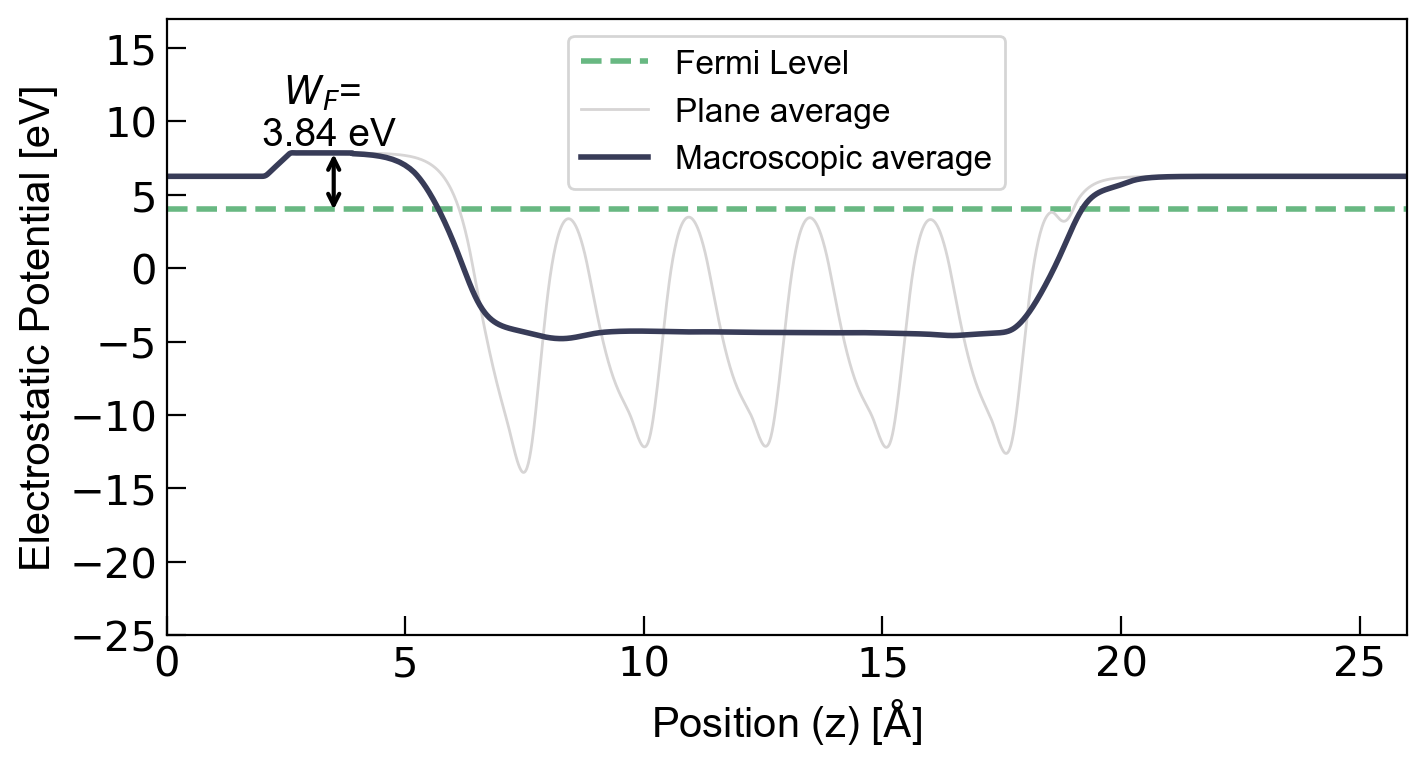 15
10
5
0
−5
−10
−15
−20
−25
Electrostatic Potential [eV]
W_F=
3.84 eV
Fermi Level
Plane average
Macroscopic average
0 5 10 15 20 25
Position (z) [Å]